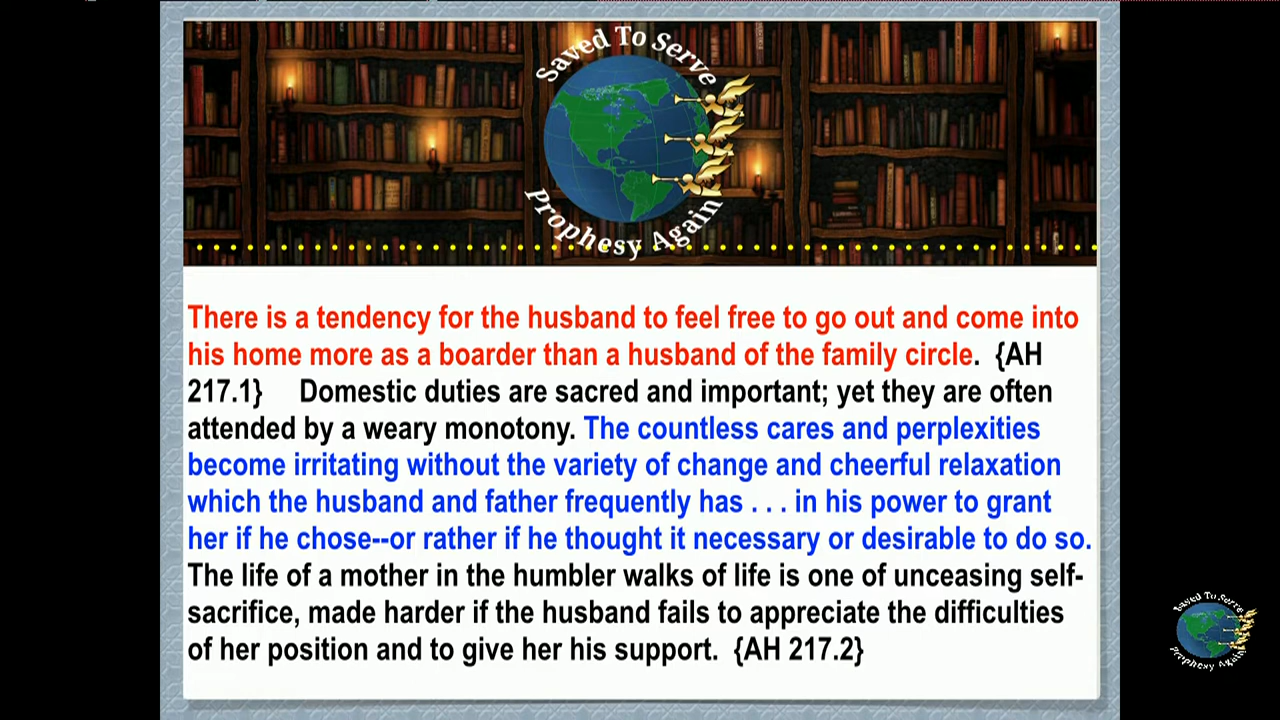 Saved To Serve
Prophesy Again
There is a tendency for the husband to feel free to go out and come into
his home more as a boarder than a husband of the family circle. {AH
217.1} Domestic duties are sacred and important; yet they are often
attended by a weary monotony. The countless cares and perplexities
become irritating without the variety of change and cheerful relaxation
which the husband and father frequently has . . . in his power to grant
her if he chose--or rather if he thought it necessary or desirable to do so.
The life of a mother in the humbler walks of life is one of unceasing self-
sacrifice, made harder if the husband fails to appreciate the difficulties
of her position and to give her his support. {AH 217.2}
Saved To Serve
Prophesy Again